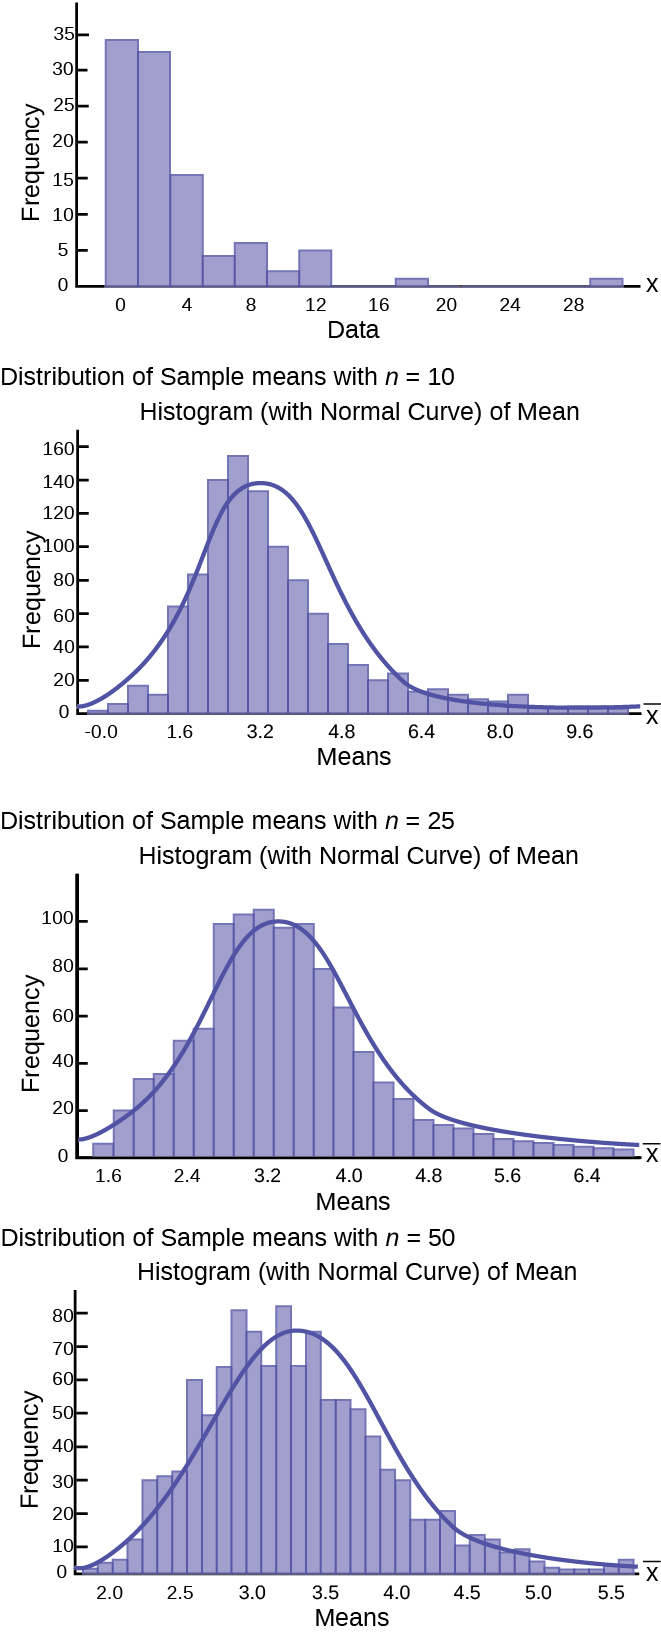 35
30
25
20
15
10
5
0
Frequency
0 4 8 12 16 20 24 28
x
Data
Distribution of Sample means with n = 10
Histogram (with Normal Curve) of Mean
160
140
120
100
80
60
40
20
0
Frequency
-0.0 1.6 3.2 4.8 6.4 8.0 9.6
x̅
Means
Distribution of Sample means with n = 25
Histogram (with Normal Curve) of Mean
100
80
60
40
20
0
Frequency
1.6 2.4 3.2 4.0 4.8 5.6 6.4
x̅
Means
Distribution of Sample means with n = 50
Histogram (with Normal Curve) of Mean
80
70
60
50
40
30
20
10
0
Frequency
2.0 2.5 3.0 3.5 4.0 4.5 5.0 5.5
x̅
Means